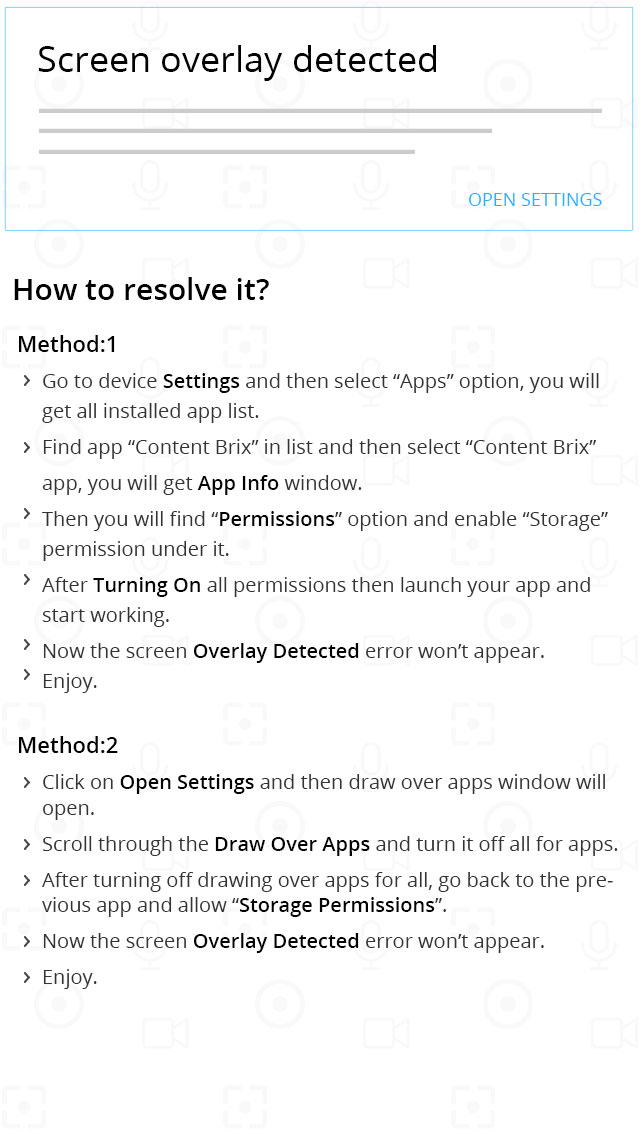 Screen overlay detected
OPEN SETTINGS
How to resolve it?
Method:1
› Go to device Settings and then select “Apps” option, you will
get all installed app list.
› Find app “Content Brix” in list and then select “Content Brix”
app, you will get App Info window.
› Then you will find “Permissions” option and enable “Storage”
permission under it.
› After Turning On all permissions then launch your app and
start working.
› Now the screen Overlay Detected error won’t appear.
› Enjoy.
Method:2
› Click on Open Settings and then draw over apps window will
open.
› Scroll through the Draw Over Apps and turn it off all for apps.
› After turning off drawing over apps for all, go back to the pre-
vious app and allow “Storage Permissions”.
› Now the screen Overlay Detected error won’t appear.
› Enjoy.